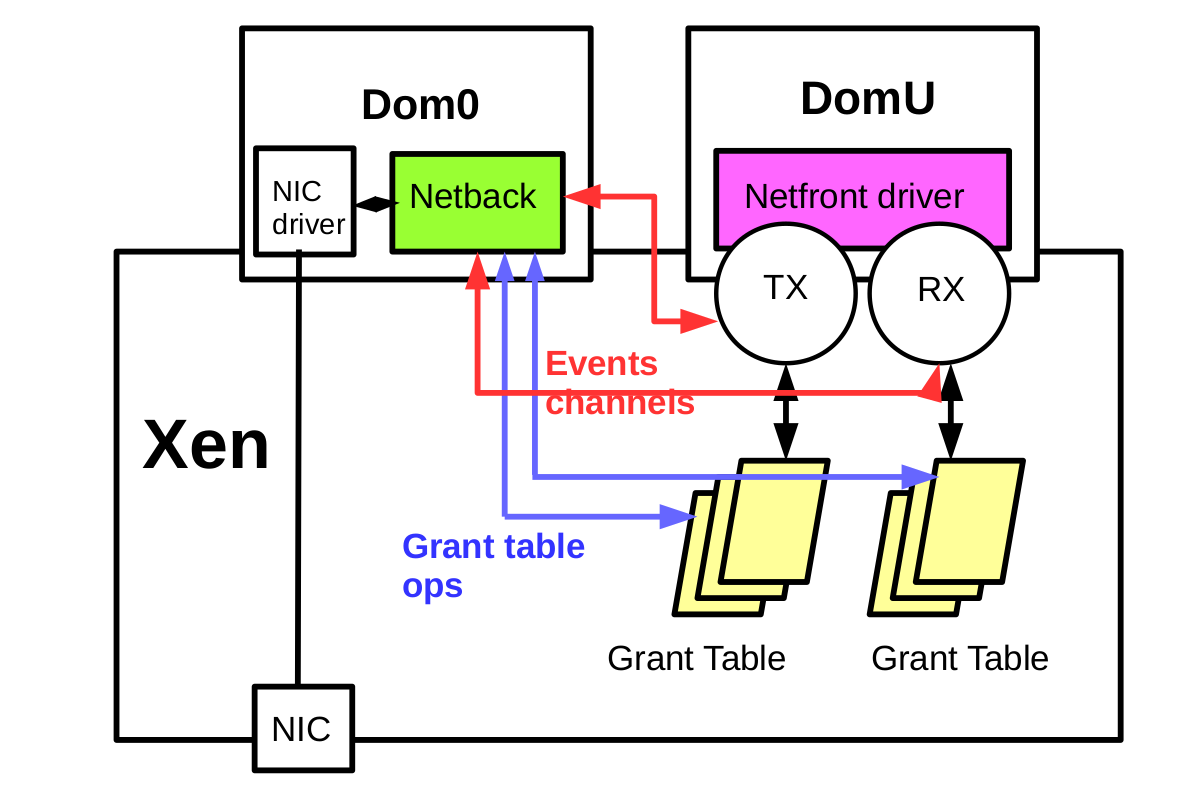 Dom0
DomU
NIC
driver
Netback
Netfront driver
TX
RX
Events
channels
Xen
Grant table
ops
Grant Table
Grant Table
NIC